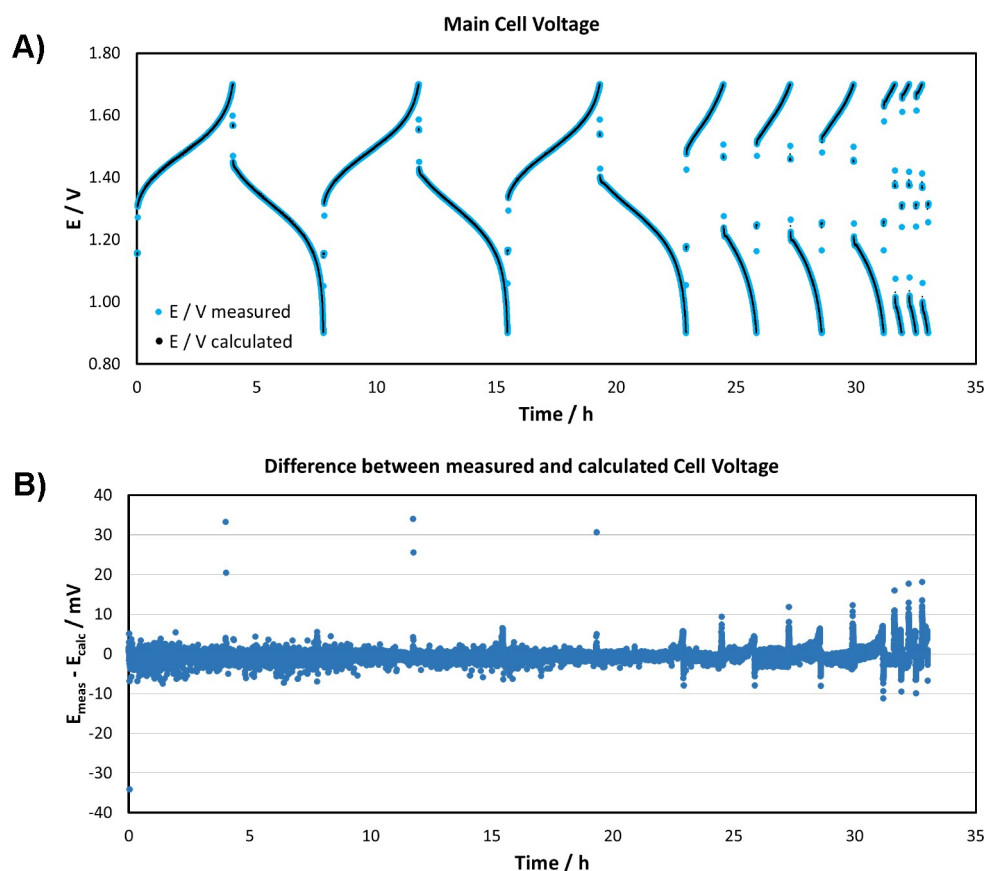 A)
Main Cell Voltage
1.80
1.60
1.40
1.20
1.00
0.80
E / V
E / V measured
E / V calculated
0 5 10 15 20 25 30 35
Time / h
B)
Difference between measured and calculated Cell Voltage
40
30
20
10
0
-10
-20
-30
-40
Emeas - Ecalc / mV
0 5 10 15 20 25 30 35
Time / h